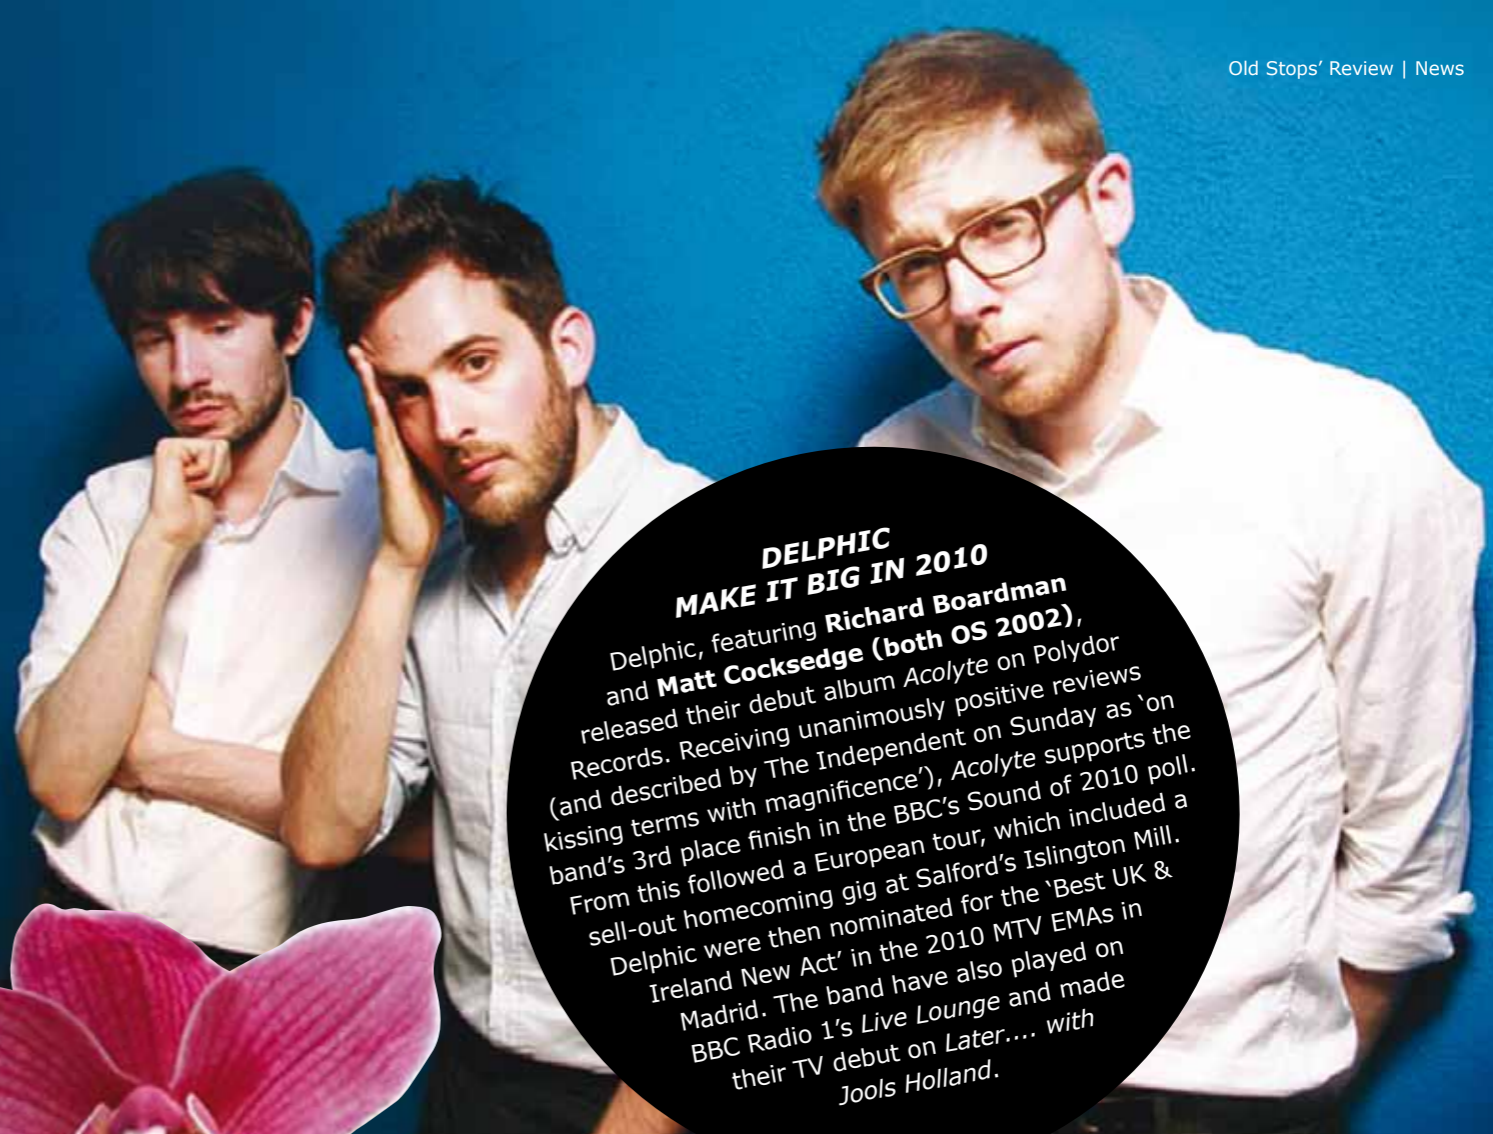 Old Stops’ Review | News
DELPHIC
MAKE IT BIG IN 2010
Delphic, featuring Richard Boardman
and Matt Cocksedge (both OS 2002),
released their debut album Acolyte on Polydor
Records. Receiving unanimously positive reviews
(and described by The Independent on Sunday as ‘on
kissing terms with magnificence’), Acolyte supports the
band’s 3rd place finish in the BBC’s Sound of 2010 poll.
From this followed a European tour, which included a
sell-out homecoming gig at Salford’s Islington Mill.
Delphic were then nominated for the ‘Best UK &
Ireland New Act’ in the 2010 MTV EMAs in
Madrid. The band have also played on
BBC Radio 1’s Live Lounge and made
their TV debut on Later.... with
Jools Holland.